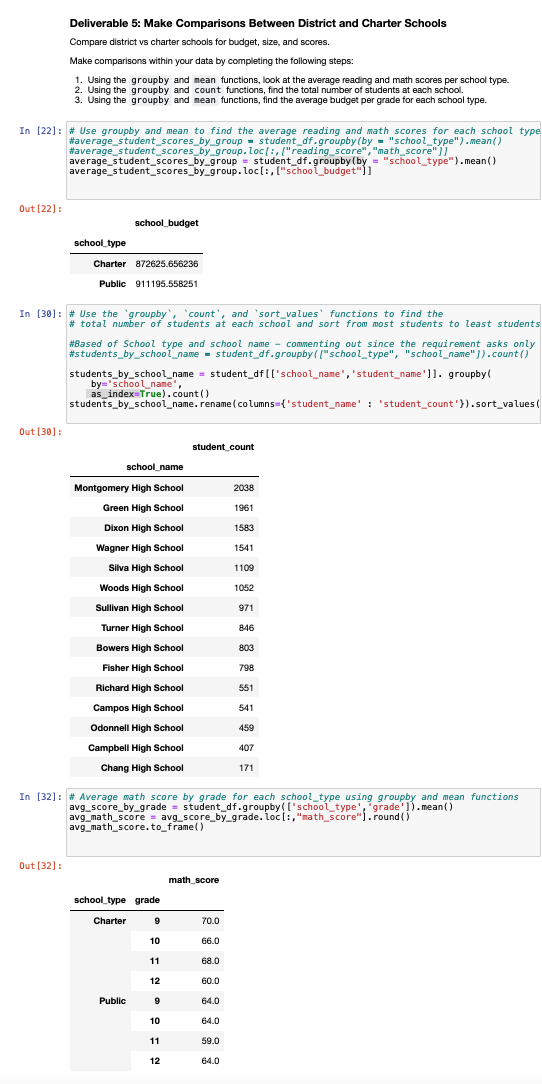 Deliverable 5: Make Comparisons Between District and Charter Schools
Compare district vs charter schools for budget, size, and scores.
Make comparisons within your data by completing the following steps:
1. Using the groupby and mean functions, look at the average reading and math scores per school type.
2. Using the groupby and count functions, find the total number of students at each school.
3. Using the groupby and mean functions, find the average budget per grade for each school type.
In [22]: # Use groupby and mean to find the average reading and math scores for each school type
#average_student_scores_by_group = student_df.groupby(by = "school_type").mean()
#average_student_scores_by_group.loc[:,["reading_score","math_score"]]
average_student_scores_by_group = student_df.groupby(by = "school_type").mean()
average_student_scores_by_group.loc[:,["school_budget"]]
Out[22]:
school_budget
school_type
Charter 872625.656236
Public 911195.558251
In [30]: # Use the `groupby`, `count`, and `sort_values` functions to find the
# total number of students at each school and sort from most students to least students
#Based of School type and school name – commenting out since the requirement asks only
#students_by_school_name = student_df.groupby(["school_type", "school_name"]).count()
students_by_school_name = student_df[['school_name','student_name']]. groupby(
by='school_name',
as_index=True).count()
students_by_school_name.rename(columns={'student_name' : 'student_count'}).sort_values(
Out[30]:
student_count
school_name
Montgomery High School 2038
Green High School 1961
Dixon High School 1583
Wagner High School 1541
Silva High School 1109
Woods High School 1052
Sullivan High School 971
Turner High School 846
Bowers High School 803
Fisher High School 798
Richard High School 551
Campos High School 541
Odonnell High School 459
Campbell High School 407
Chang High School 171
In [32]: # Average math score by grade for each school_type using groupby and mean functions
avg_score_by_grade = student_df.groupby(['school_type','grade']).mean()
avg_math_score = avg_score_by_grade.loc[:,"math_score"].round()
avg_math_score.to_frame()
Out[32]:
math_score
school_type grade
Charter 9 70.0
10 66.0
11 68.0
12 60.0
Public 9 64.0
10 64.0
11 59.0
12 64.0